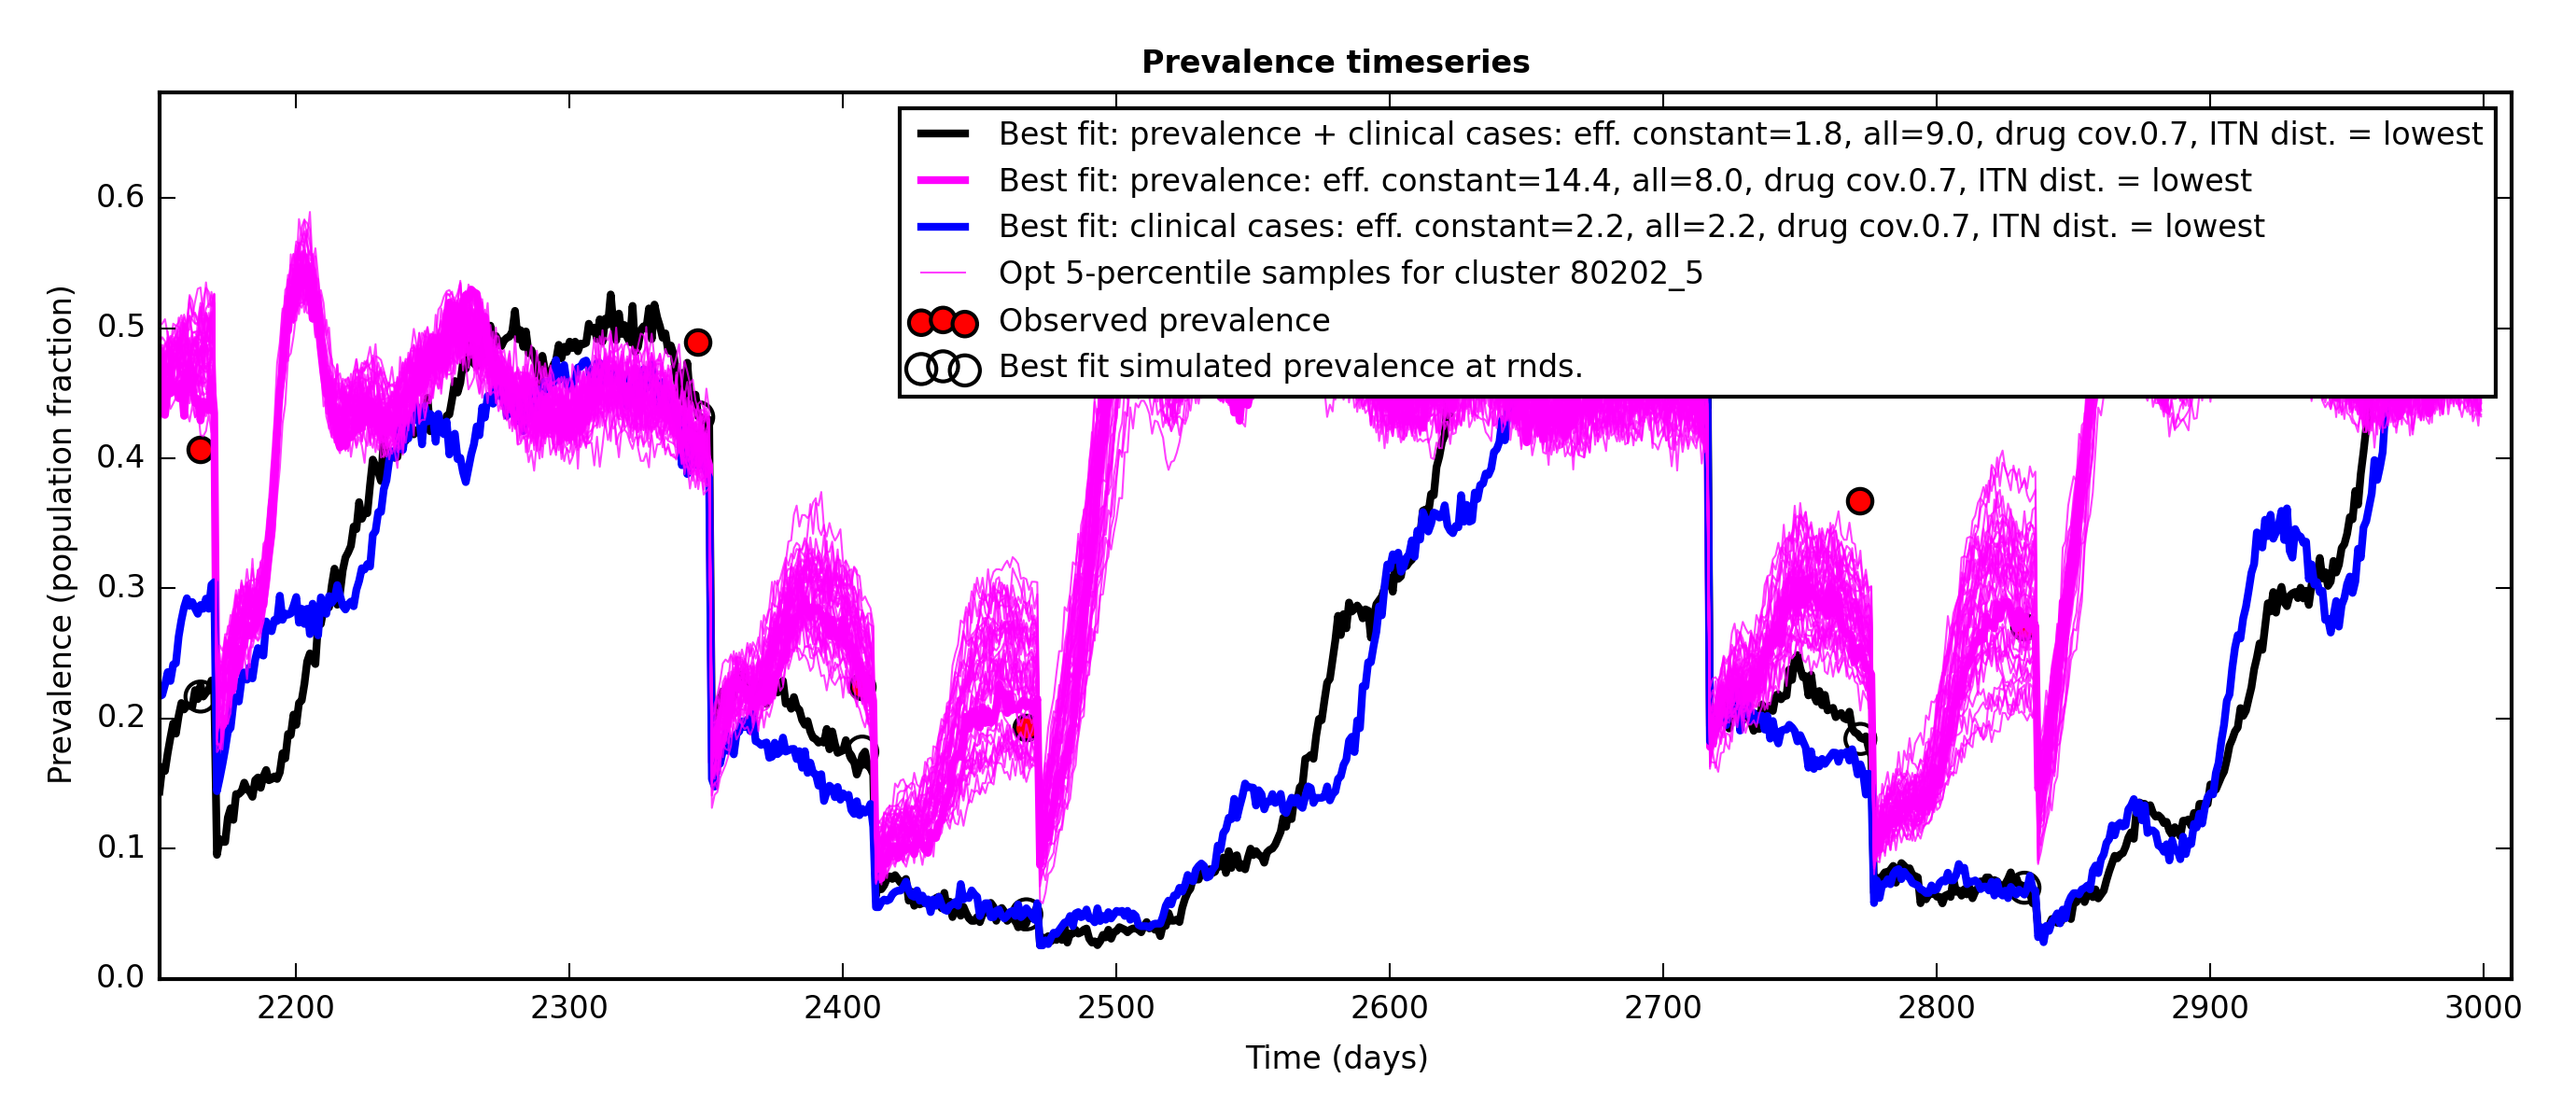 Prevalence timeseries
Best fit: prevalence + clinical cases: eff. constant=1.8, all=9.0, drug cov.0.7, ITN dist. = lowest
Best fit: prevalence: eff. constant=14.4, all=8.0, drug cov.0.7, ITN dist. = lowest
Best fit: clinical cases: eff. constant=2.2, all=2.2, drug cov.0.7, ITN dist. = lowest
Opt 5-percentile samples for cluster 80202_5
Observed prevalence
Best fit simulated prevalence at rnds.
Prevalence (population fraction)
0.6
0.5
0.4
0.3
0.2
0.1
0.0
2200 2300 2400 2500 2600 2700 2800 2900 3000
Time (days)